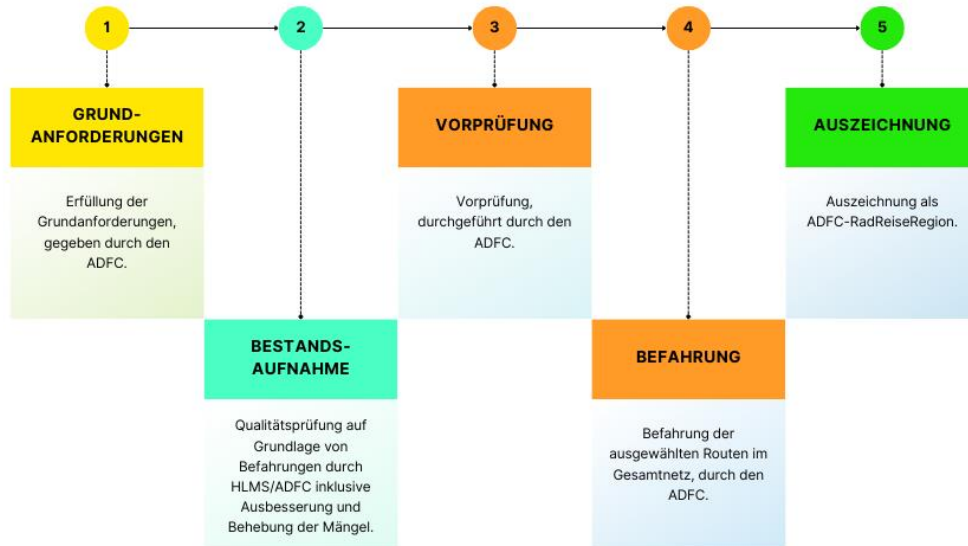 1
2
3
4
5
GRUND-
ANFORDERUNGEN
Erfüllung der
Grundanforderungen,
gegeben durch den
ADFC.
BESTANDS-
AUFNAHME
Qualitätsprüfung auf
Grundlage von
Befahrungen durch
HLMS/ADFC inklusive
Ausbesserung und
Behebung der Mängel.
VORPRÜFUNG
Vorprüfung,
durchgeführt durch den
ADFC.
BEFAHRUNG
Befahrung der
ausgewählten Routen im
Gesamtnetz, durch den
ADFC.
AUSZEICHNUNG
Auszeichnung als
ADFC-RadReiseRegion.